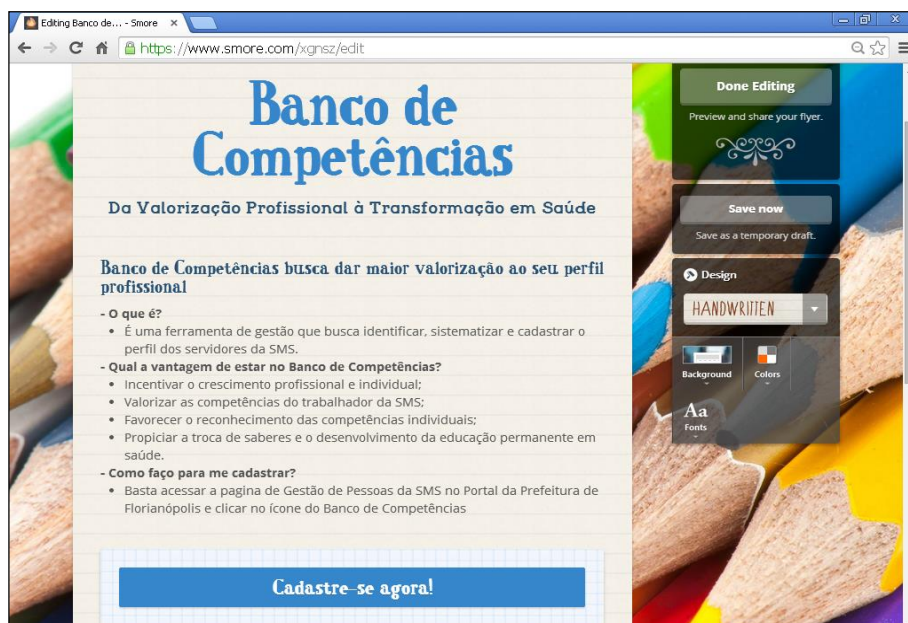 Editing Banco de... - Smore
https://www.smore.com/xgnsz/edit
Banco de
Competências
Da Valorização Profissional à Transformação em Saúde
Banco de Competências busca dar maior valorização ao seu perfil
profissional
- O que é?
• É uma ferramenta de gestão que busca identificar, sistematizar e cadastrar o
perfil dos servidores da SMS.
- Qual a vantagem de estar no Banco de Competências?
• Incentivar o crescimento profissional e individual;
• Valorizar as competências do trabalhador da SMS;
• Favorecer o reconhecimento das competências individuais;
• Propiciar a troca de saberes e o desenvolvimento da educação permanente em
saúde.
- Como faço para me cadastrar?
• Basta acessar a pagina de Gestão de Pessoas da SMS no Portal da Prefeitura de
Florianópolis e clicar no ícone do Banco de Competências
Cadastre-se agora!
Done Editing
Preview and share your flyer.
Save now
Save as a temporary draft.
Design
HANDWRITTEN
Background
Colors
Aa
Fonts